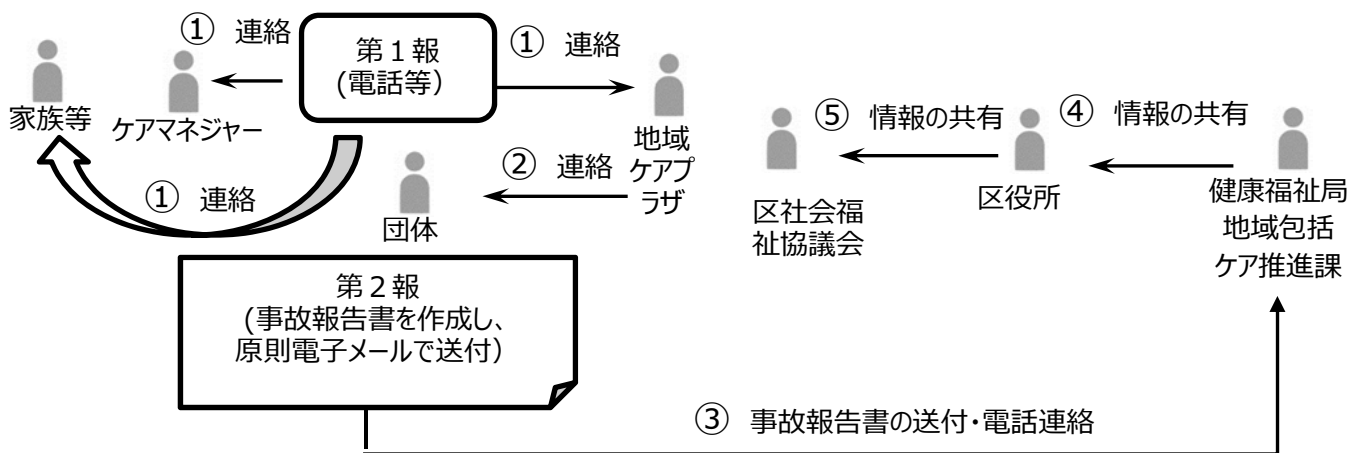 ① 連絡
第１報
(電話等）
① 連絡
家族等
ケアマネジャー
地域
ケアプ
ラザ
① 連絡
② 連絡
団体
⑤ 情報の共有
④ 情報の共有
区社会福
祉協議会
区役所
健康福祉局
地域包括
ケア推進課
第２報
(事故報告書を作成し、
原則電子メールで送付）
③ 事故報告書の送付・電話連絡